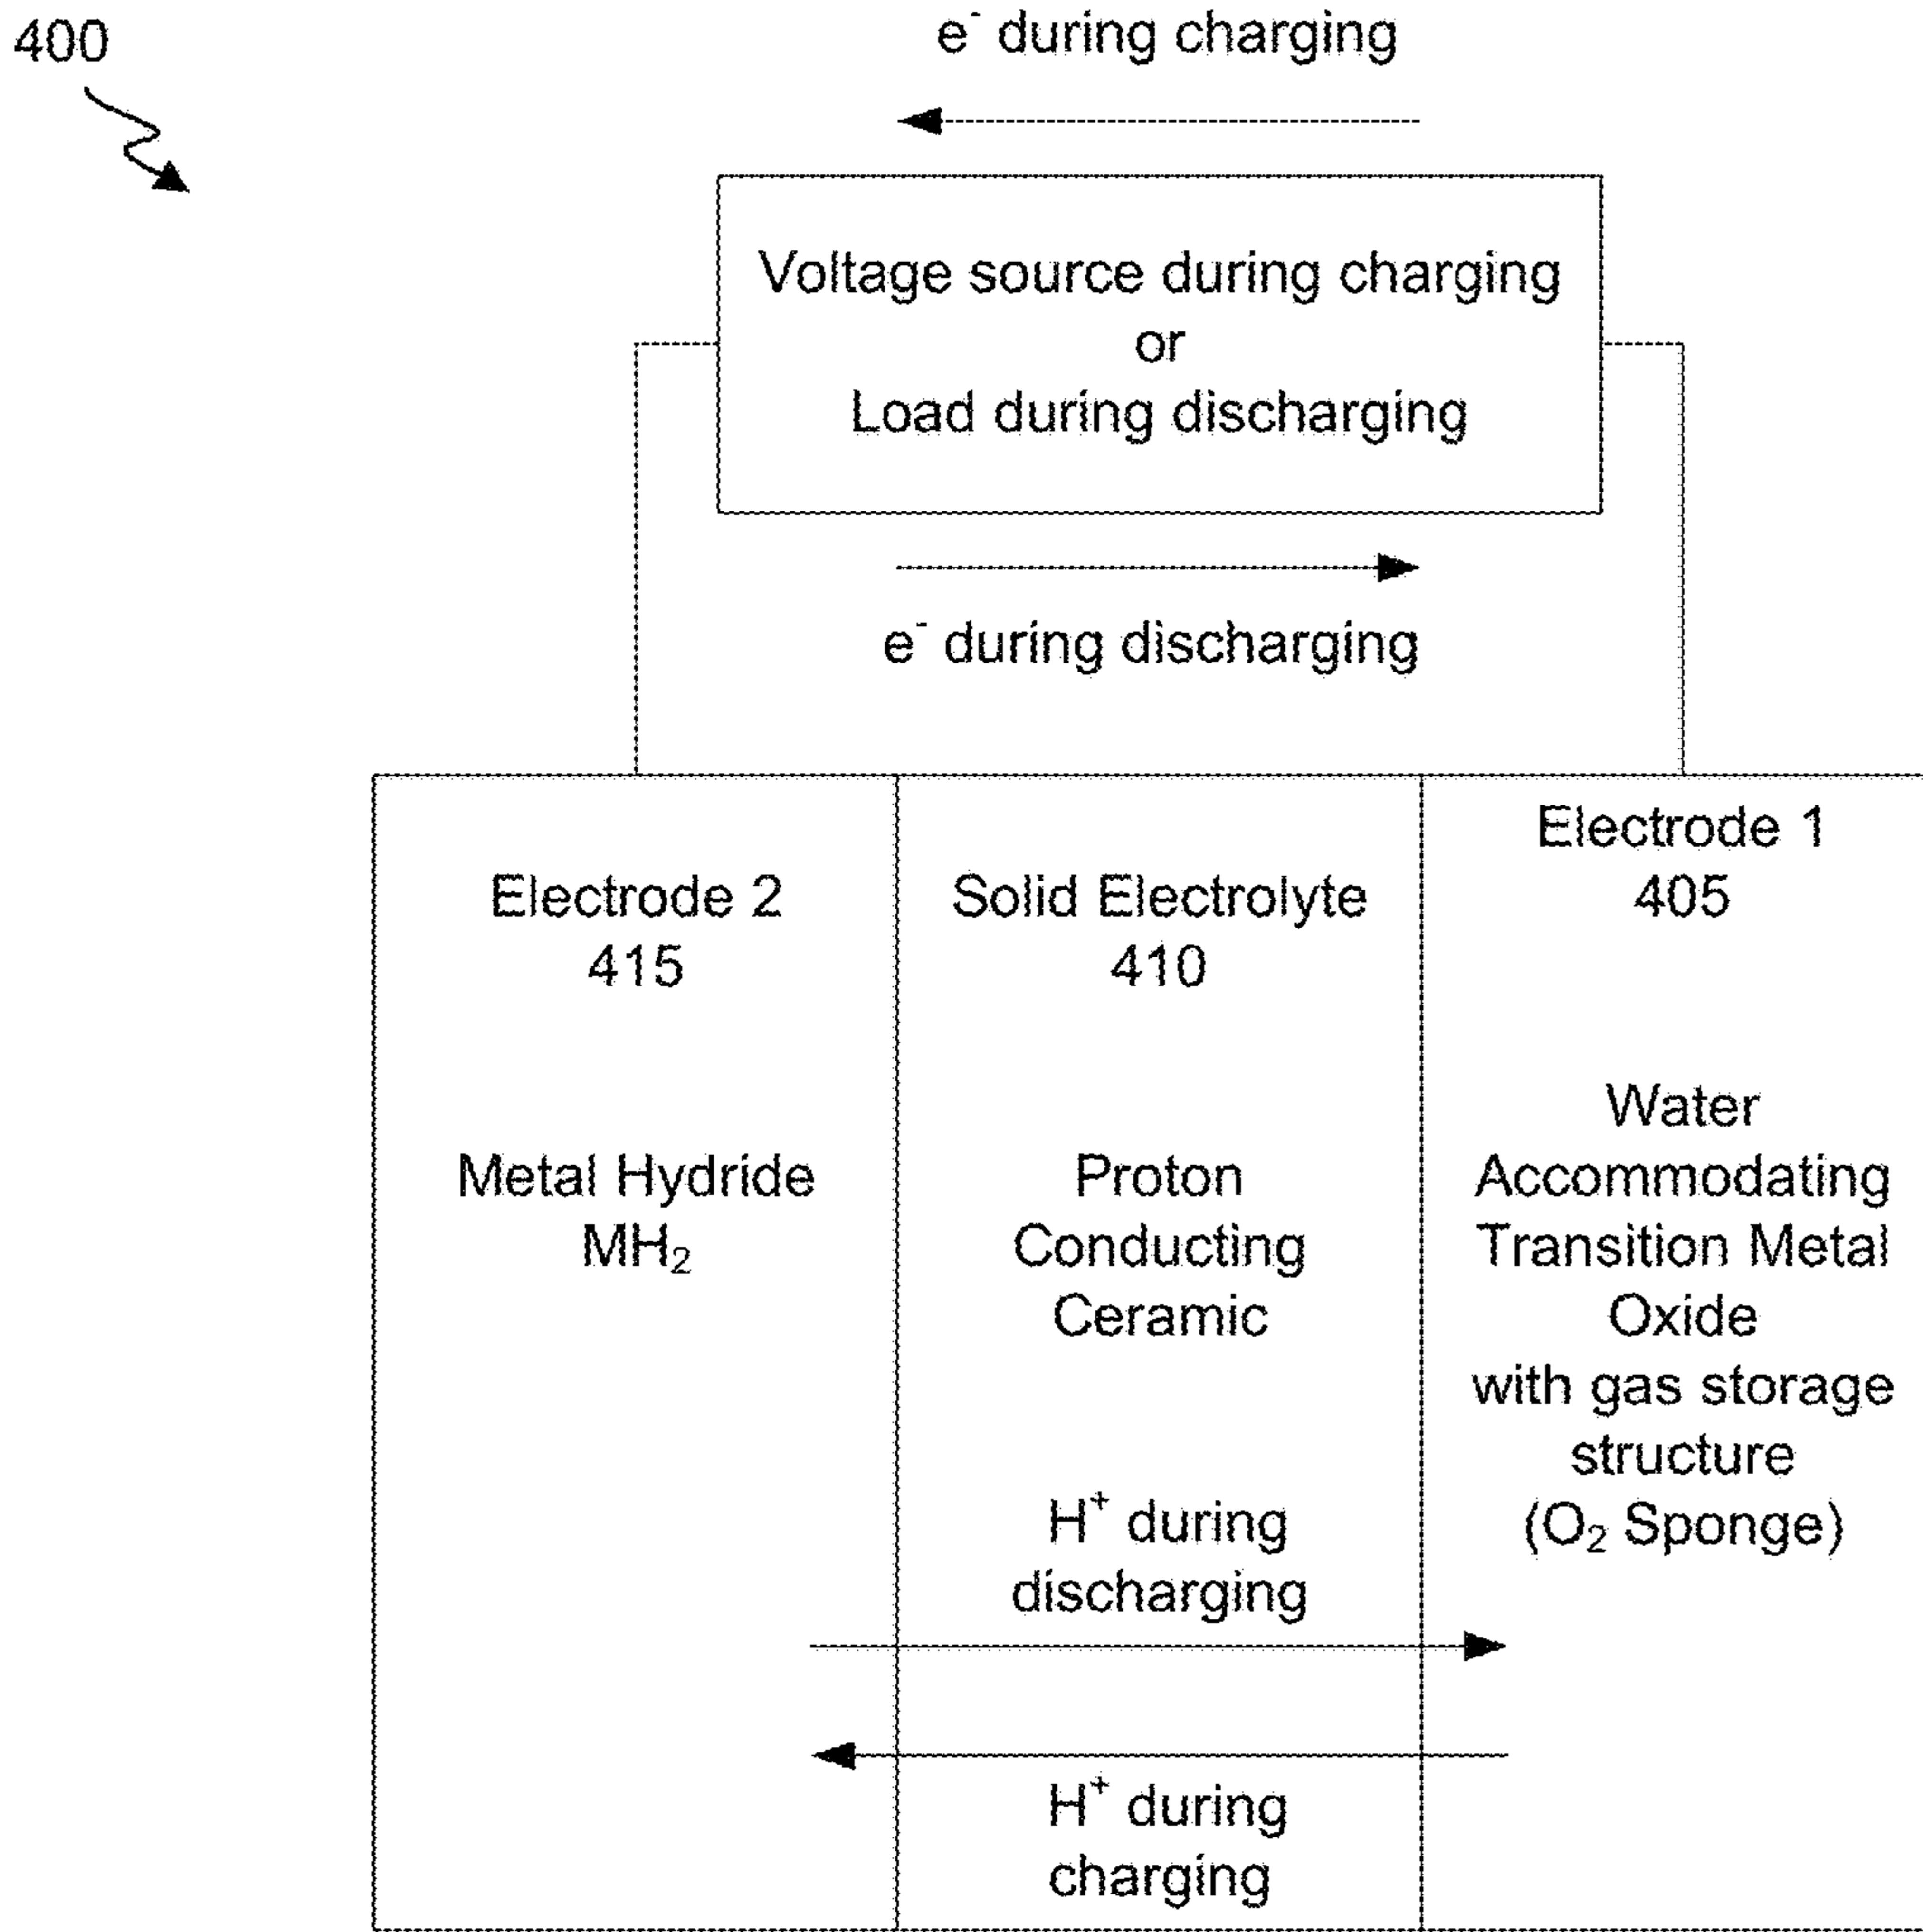 400
e⁻ during charging
Voltage source during charging
or
Load during discharging
e⁻ during discharging
Electrode 2
415
Metal Hydride
MH₂
Solid Electrolyte
410
Proton
Conducting
Ceramic
H⁺ during
discharging
H⁺ during
charging
Electrode 1
405
Water
Accommodating
Transition Metal
Oxide
with gas storage
structure
(O₂ Sponge)